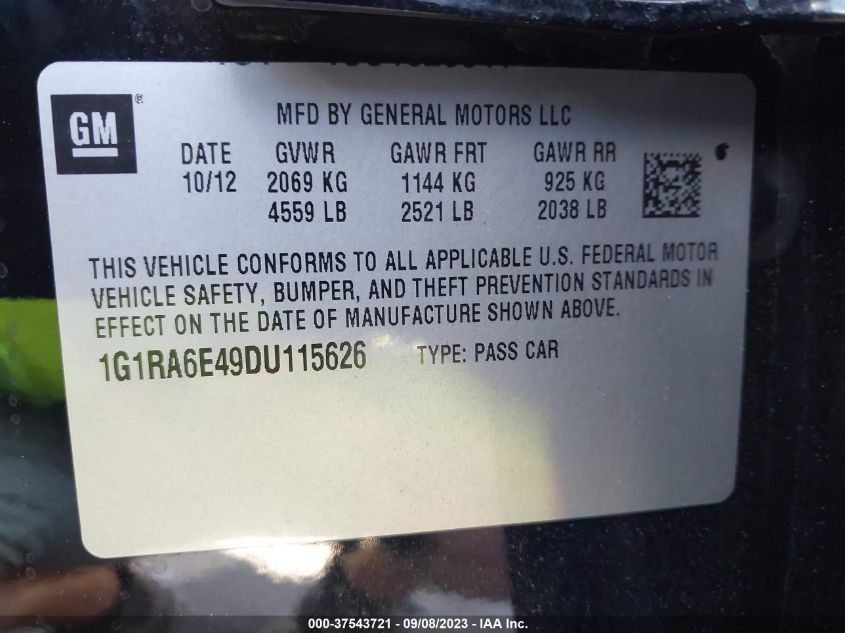 GM ®
MFD BY GENERAL MOTORS LLC
DATE GVWR GAWR FRT GAWR RR
10/12 2069 KG 1144 KG 925 KG
4559 LB 2521 LB 2038 LB
THIS VEHICLE CONFORMS TO ALL APPLICABLE U.S. FEDERAL MOTOR
VEHICLE SAFETY, BUMPER, AND THEFT PREVENTION STANDARDS IN
EFFECT ON THE DATE OF MANUFACTURE SHOWN ABOVE.
1G1RA6E49DU115626 TYPE: PASS CAR
000-37543721 - 09/08/2023 - IAA Inc.